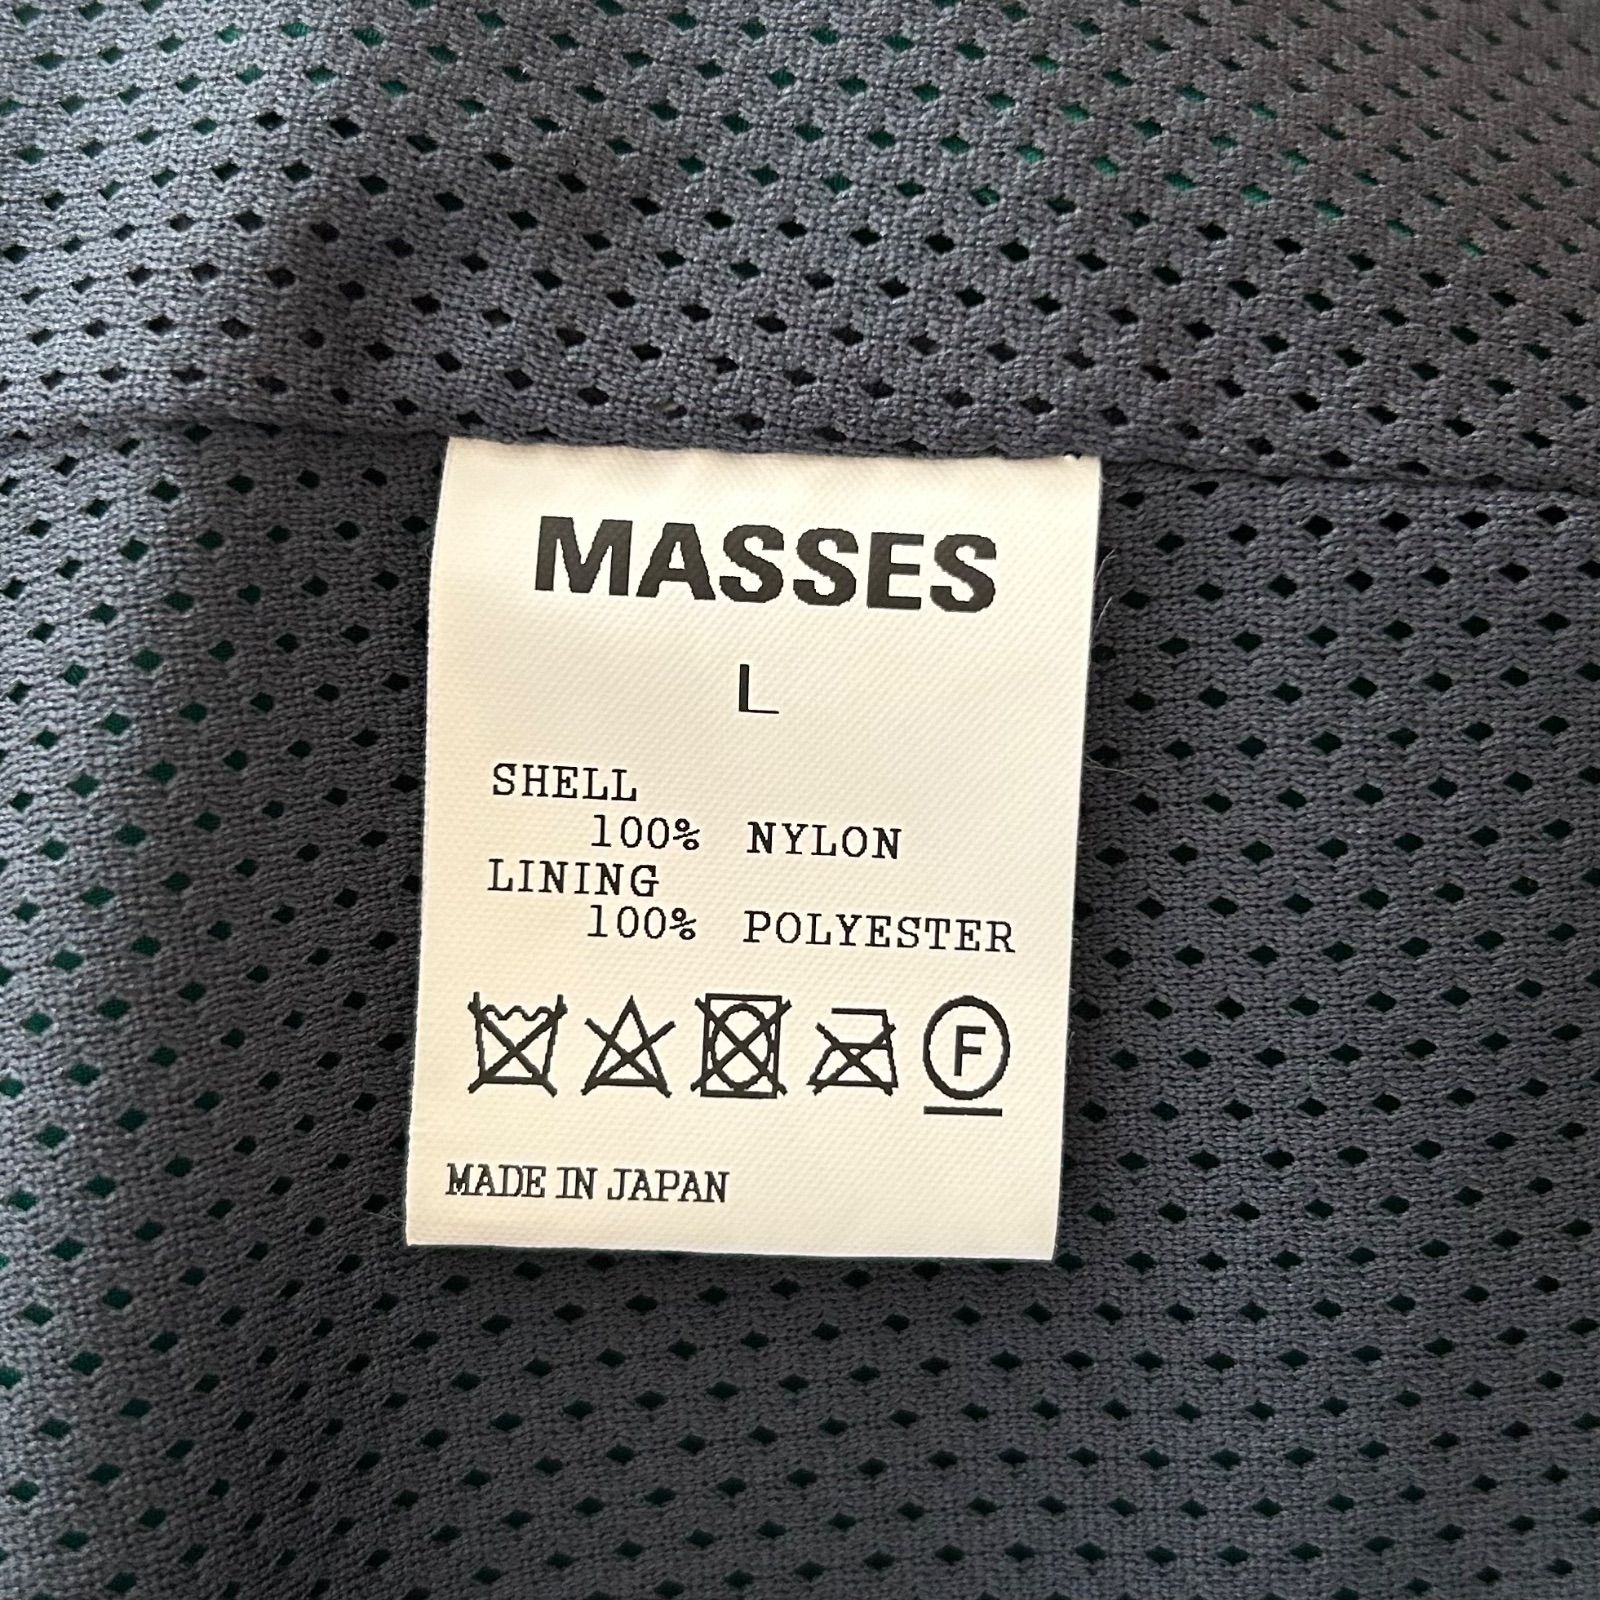 MASSES
L
SHELL
100% NYLON
LINING
100% POLYESTER
F
MADE IN JAPAN